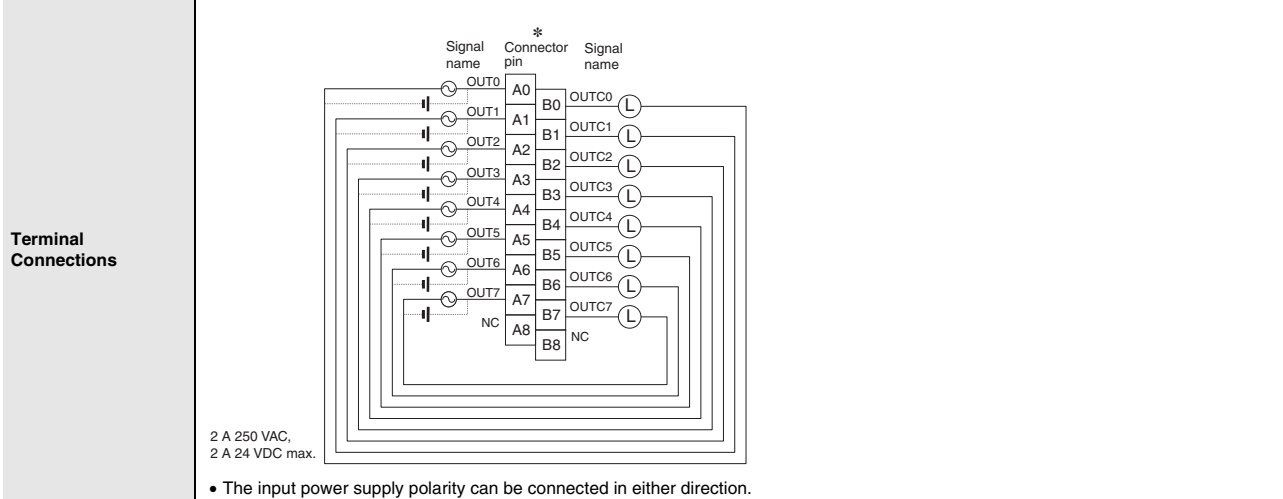 Terminal
Connections
*
Signal name
Connector pin
Signal name
OUT0 A0
B0 OUTC0 L
OUT1 A1
B1 OUTC1 L
OUT2 A2
B2 OUTC2 L
OUT3 A3
B3 OUTC3 L
OUT4 A4
B4 OUTC4 L
OUT5 A5
B5 OUTC5 L
OUT6 A6
B6 OUTC6 L
OUT7 A7
B7 OUTC7 L
NC A8
B8 NC
2 A 250 VAC,
2 A 24 VDC max.
• The input power supply polarity can be connected in either direction.